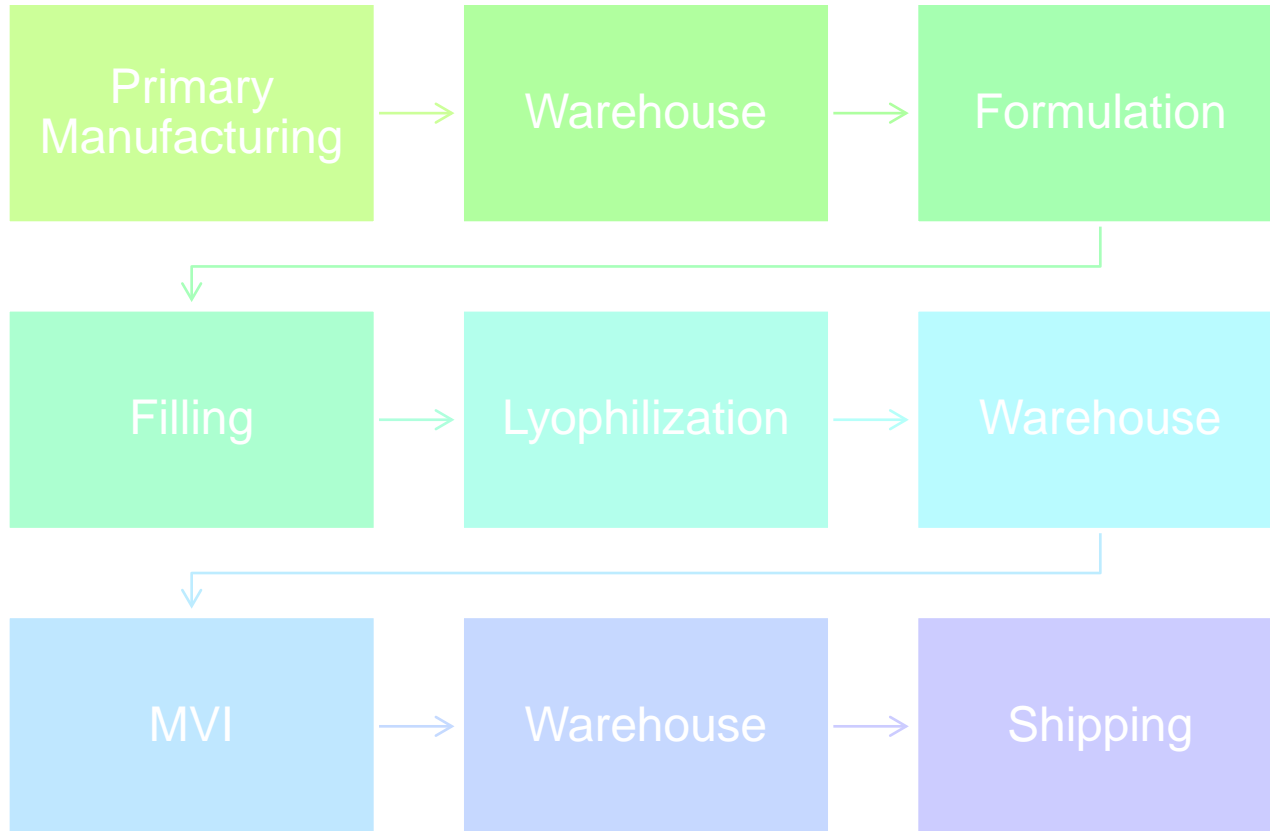 Primary
Manufacturing
Warehouse
Formulation
Filling
Lyophilization
Warehouse
MVI
Warehouse
Shipping